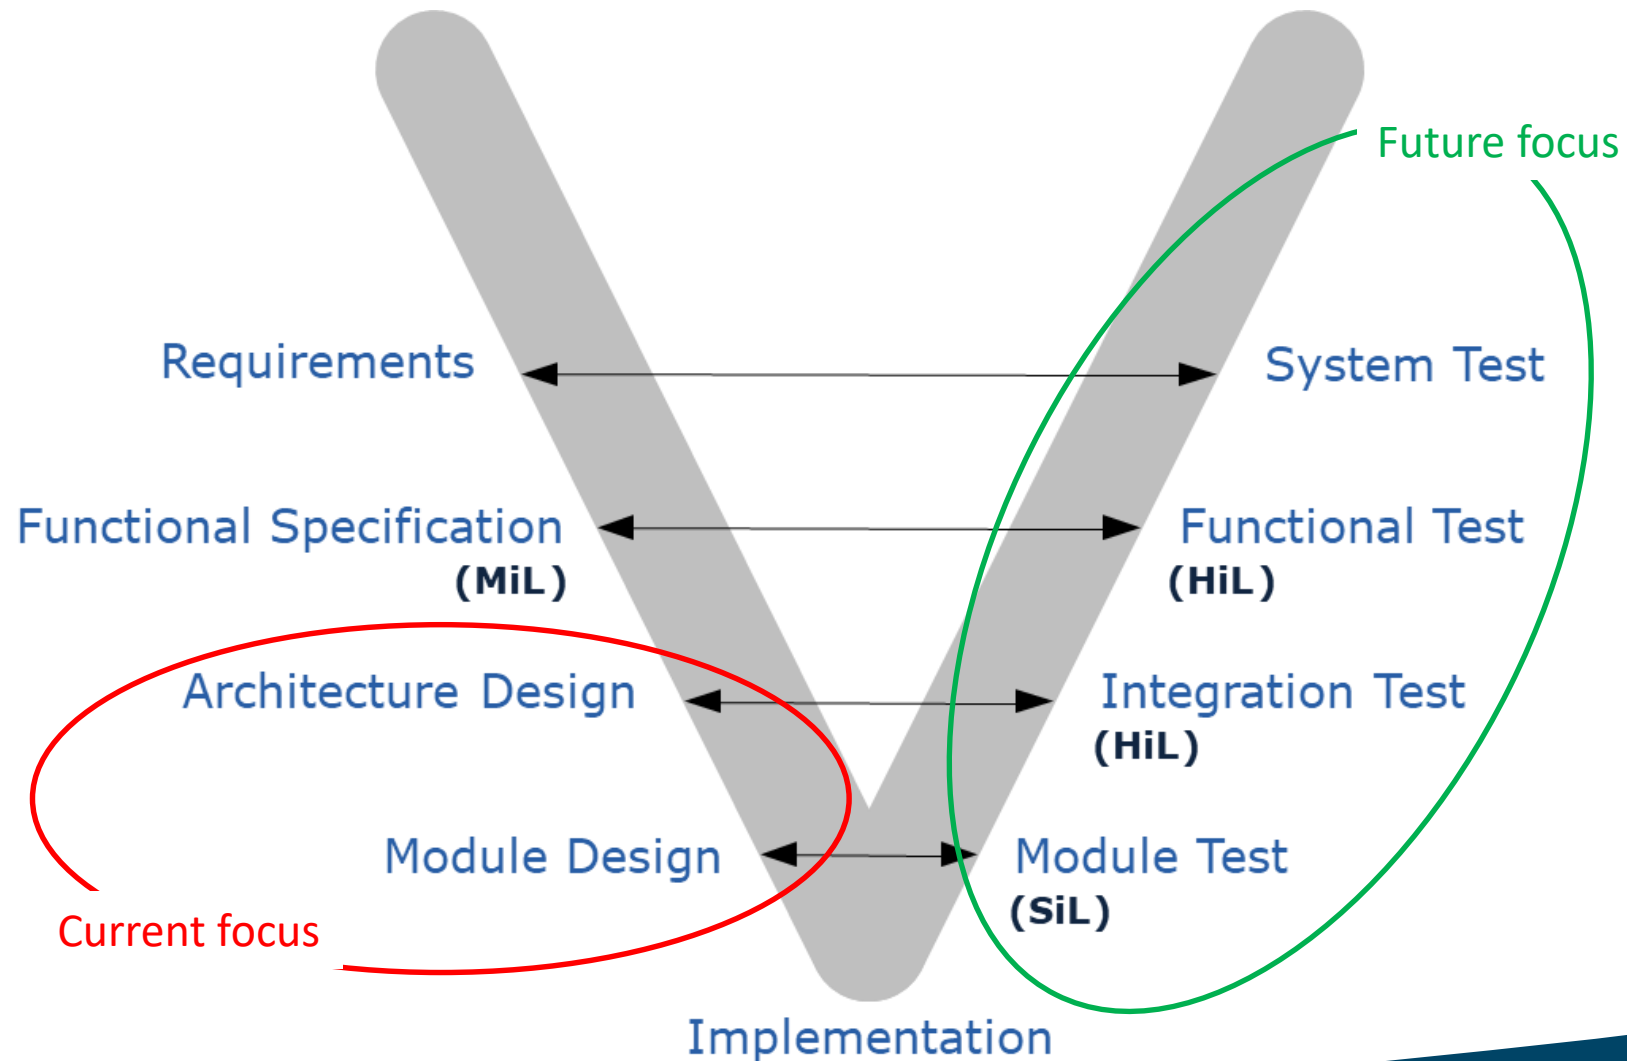 Future focus
Requirements
System Test
Functional Specification
(MiL)
Functional Test
(HiL)
Architecture Design
Integration Test
(HiL)
Module Design
Module Test
(SiL)
Current focus
Implementation